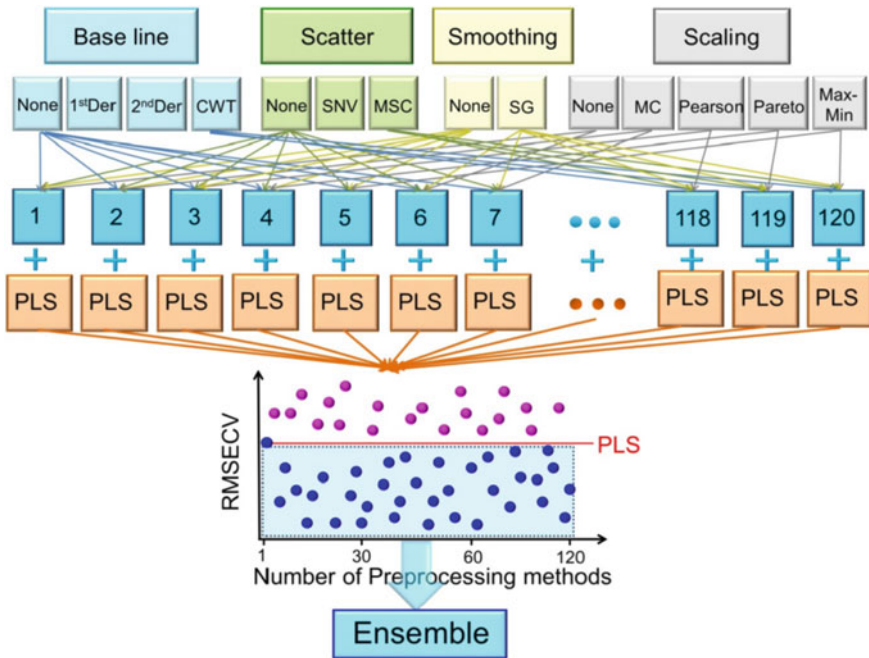 Base line
Scatter
Smoothing
Scaling
None 1stDer 2ndDer CWT None SNV MSC None SG None MC Pearson Pareto Max-Min
1 2 3 4 5 6 7 118 119 120
+ + + + + + + + + + +
PLS PLS PLS PLS PLS PLS PLS PLS PLS PLS
RMSECV
PLS
1 30 60 120
Number of Preprocessing methods
Ensemble